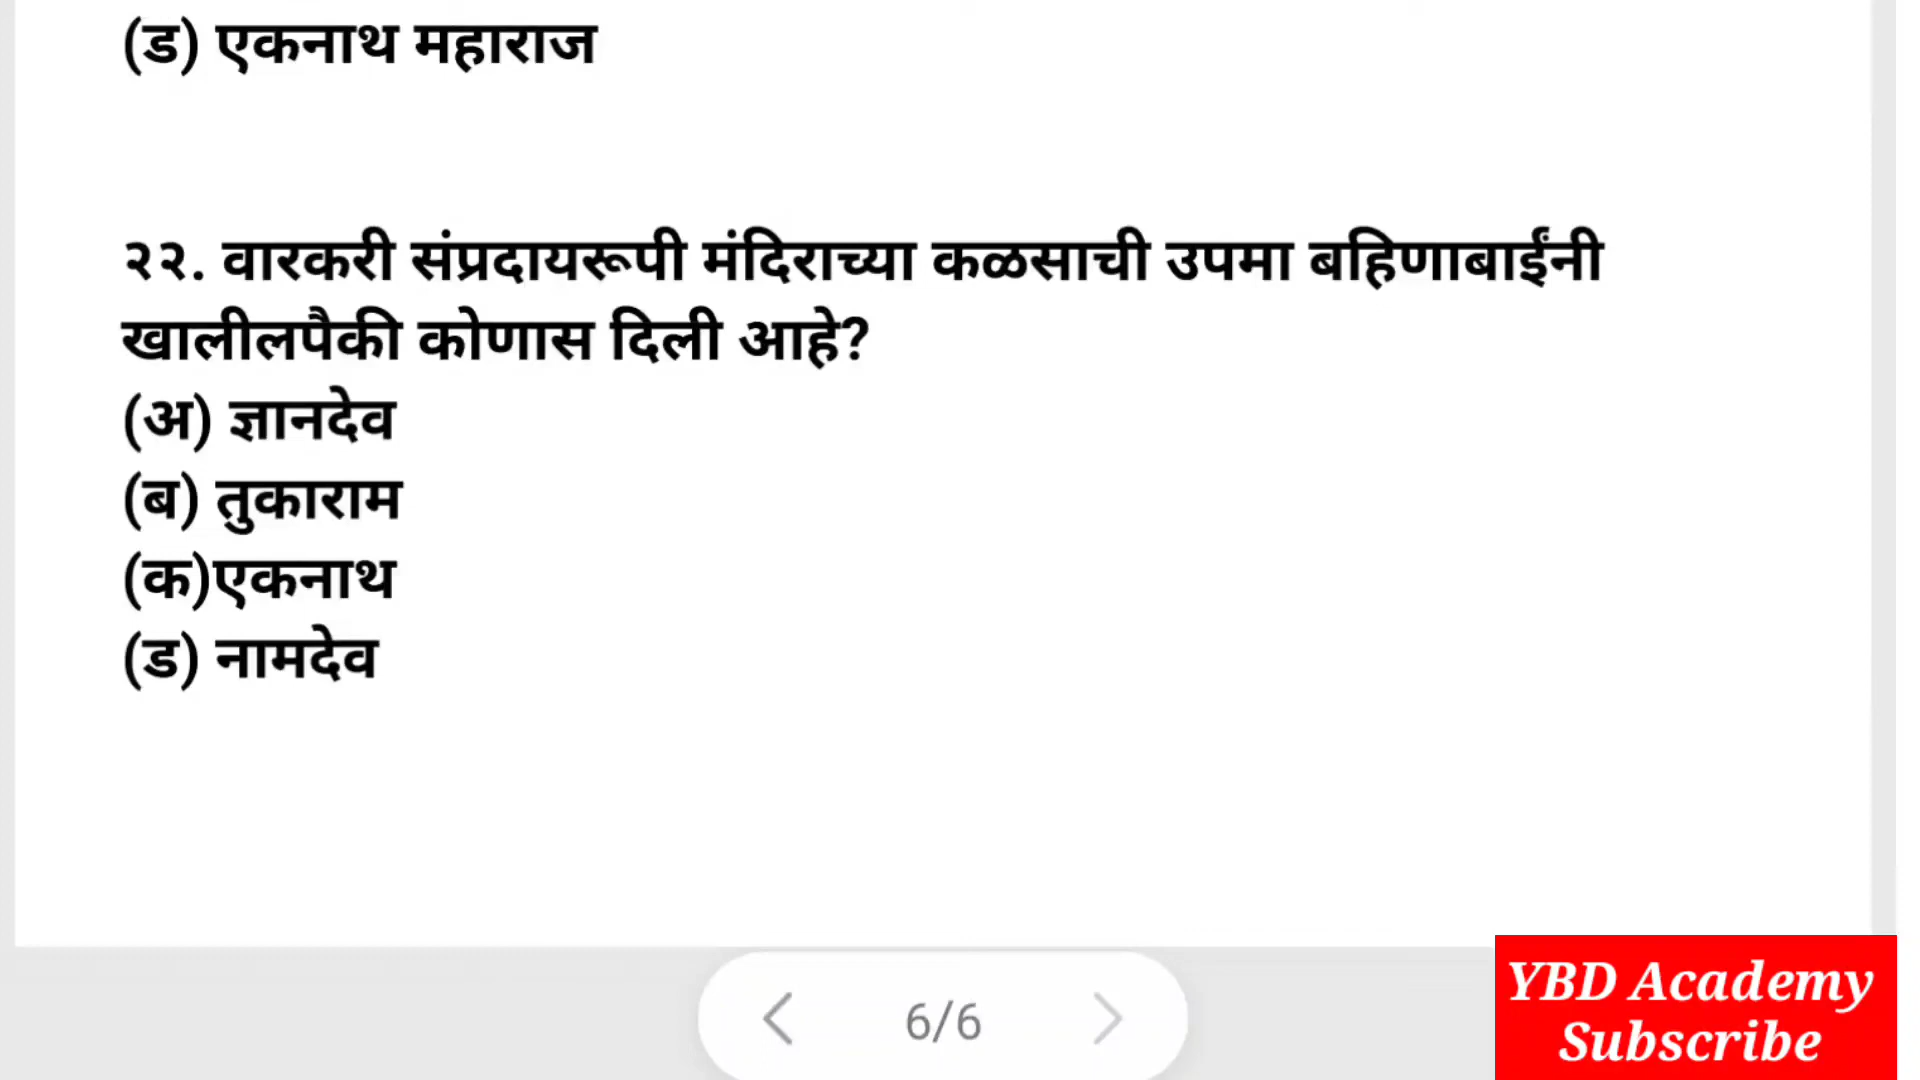 (ड) एकनाथ महाराज
२२. वारकरी संप्रदायरूपी मंदिराच्या कळसाची उपमा बहिणाबाईंनी
खालीलपैकी कोणास दिली आहे?
(अ) ज्ञानदेव
(ब) तुकाराम
(क)एकनाथ
(ड) नामदेव
6/6
YBD Academy
Subscribe